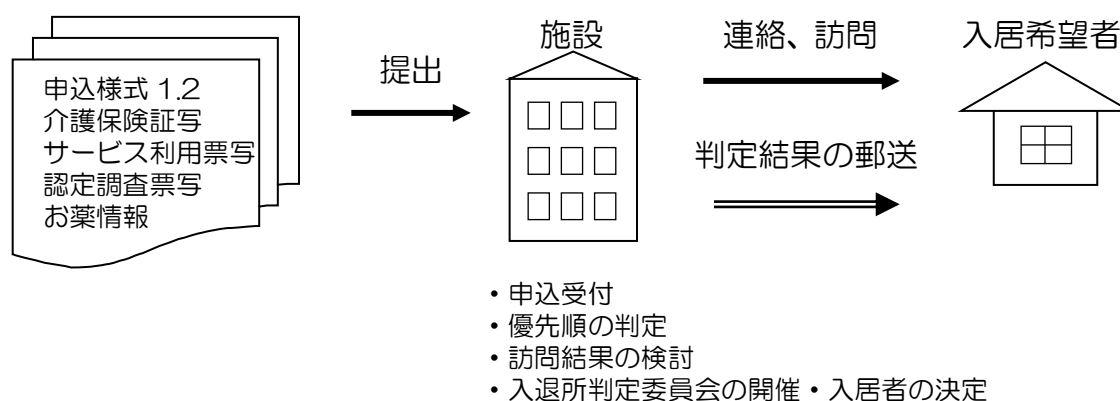 申込様式 1.2
介護保険証写
サービス利用票写
認定調査票写
お薬情報
提出
施設
連絡、訪問
入居希望者
判定結果の郵送
・申込受付
・優先順の判定
・訪問結果の検討
・入退所判定委員会の開催・入居者の決定